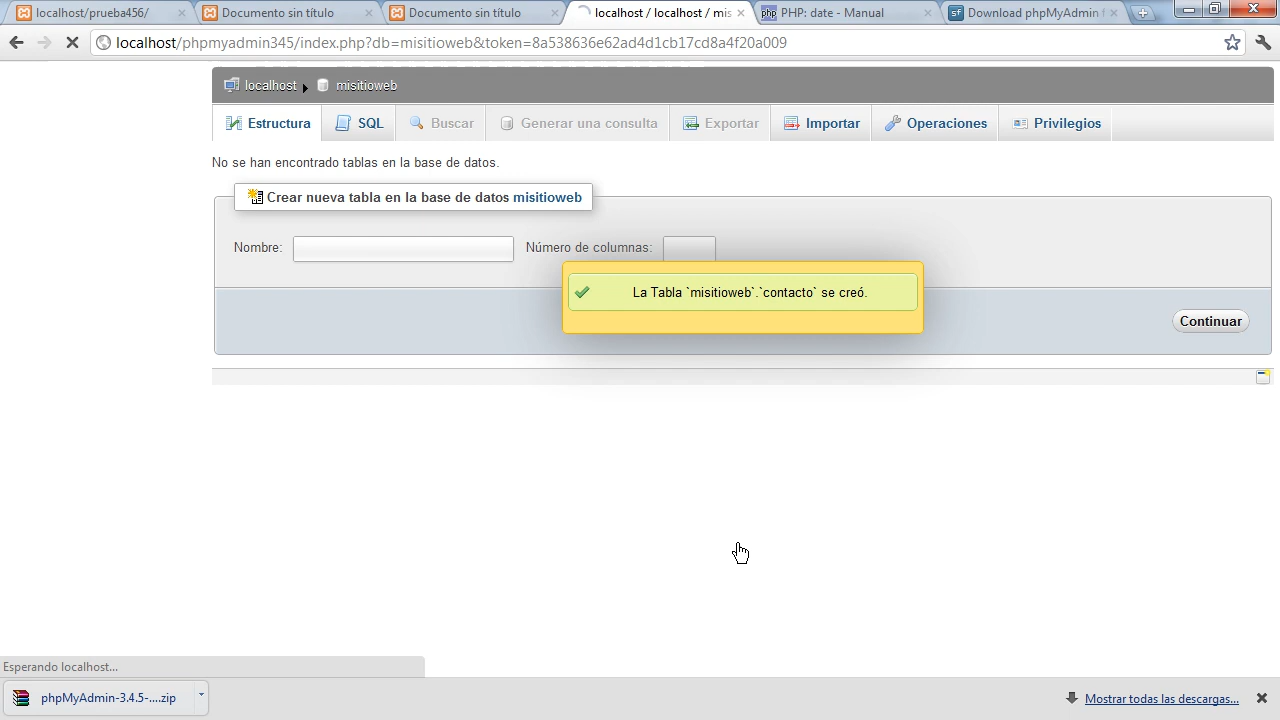 localhost/prueba456/
Documento sin título
Documento sin título
localhost / localhost / mis
PHP: date - Manual
Download phpMyAdmin f
localhost/phpmyadmin345/index.php?db=misitioweb&token=8a538636e62ad4d1cb17cd8a4f20a009
localhost ▸ misitioweb
Estructura
SQL
Buscar
Generar una consulta
Exportar
Importar
Operaciones
Privilegios
No se han encontrado tablas en la base de datos.
Crear nueva tabla en la base de datos misitioweb
Nombre:
Número de columnas:
La Tabla `misitioweb`.`contacto` se creó.
Continuar
Esperando localhost...
phpMyAdmin-3.4.5-....zip
Mostrar todas las descargas...